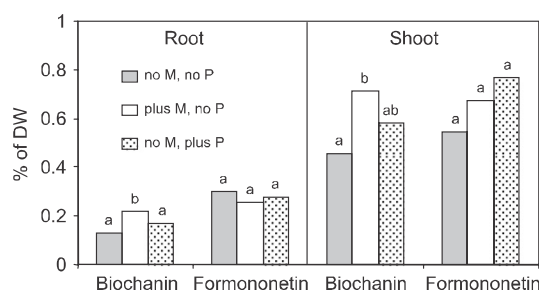 1
0.8
0.6
0.4
0.2
0
% of DW
Root
Shoot
no M, no P
plus M, no P
no M, plus P
a b a a a a a b ab a a a
Biochanin Formononetin Biochanin Formononetin